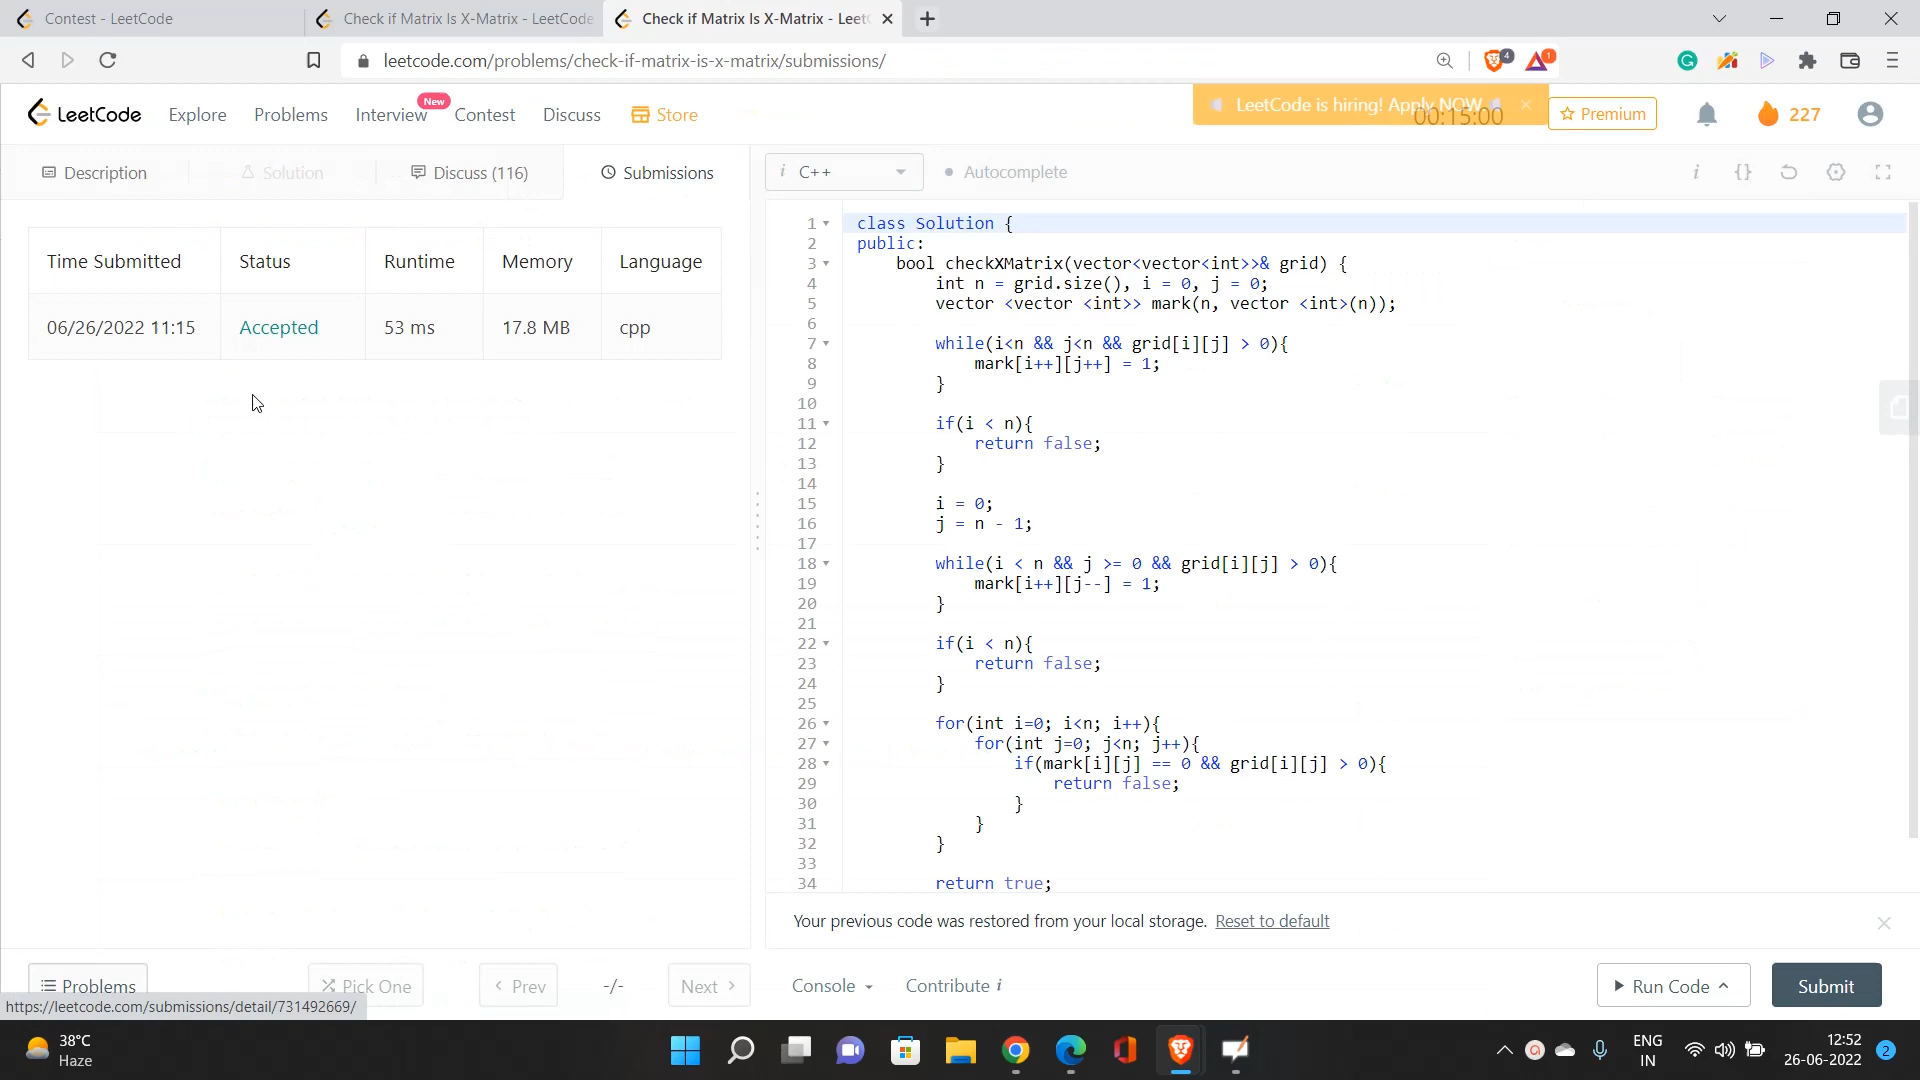 Contest - LeetCode
Check if Matrix Is X-Matrix - LeetCode
Check if Matrix Is X-Matrix - Leet
leetcode.com/problems/check-if-matrix-is-x-matrix/submissions/
4
1
LeetCode
Explore
Problems
Interview
New
Contest
Discuss
Store
LeetCode is hiring! Apply NOW
00:15:00
Premium
227
Description
Solution
Discuss (116)
Submissions
i C++
Autocomplete
Time Submitted Status Runtime Memory Language
06/26/2022 11:15 Accepted 53 ms 17.8 MB cpp
1 class Solution {
2 public:
3 bool checkXMatrix(vector<vector<int>>& grid) {
4 int n = grid.size(), i = 0, j = 0;
5 vector <vector <int>> mark(n, vector <int>(n));
6
7 while(i<n && j<n && grid[i][j] > 0){
8 mark[i++][j++] = 1;
9 }
10
11 if(i < n){
12 return false;
13 }
14
15 i = 0;
16 j = n - 1;
17
18 while(i < n && j >= 0 && grid[i][j] > 0){
19 mark[i++][j--] = 1;
20 }
21
22 if(i < n){
23 return false;
24 }
25
26 for(int i=0; i<n; i++){
27 for(int j=0; j<n; j++){
28 if(mark[i][j] == 0 && grid[i][j] > 0){
29 return false;
30 }
31 }
32 }
33
34 return true;
Your previous code was restored from your local storage. Reset to default
Problems
Pick One
< Prev
-/-
Next >
Console
Contribute i
Run Code
Submit
https://leetcode.com/submissions/detail/731492669/
38°C
Haze
ENG
IN
12:52
26-06-2022
2